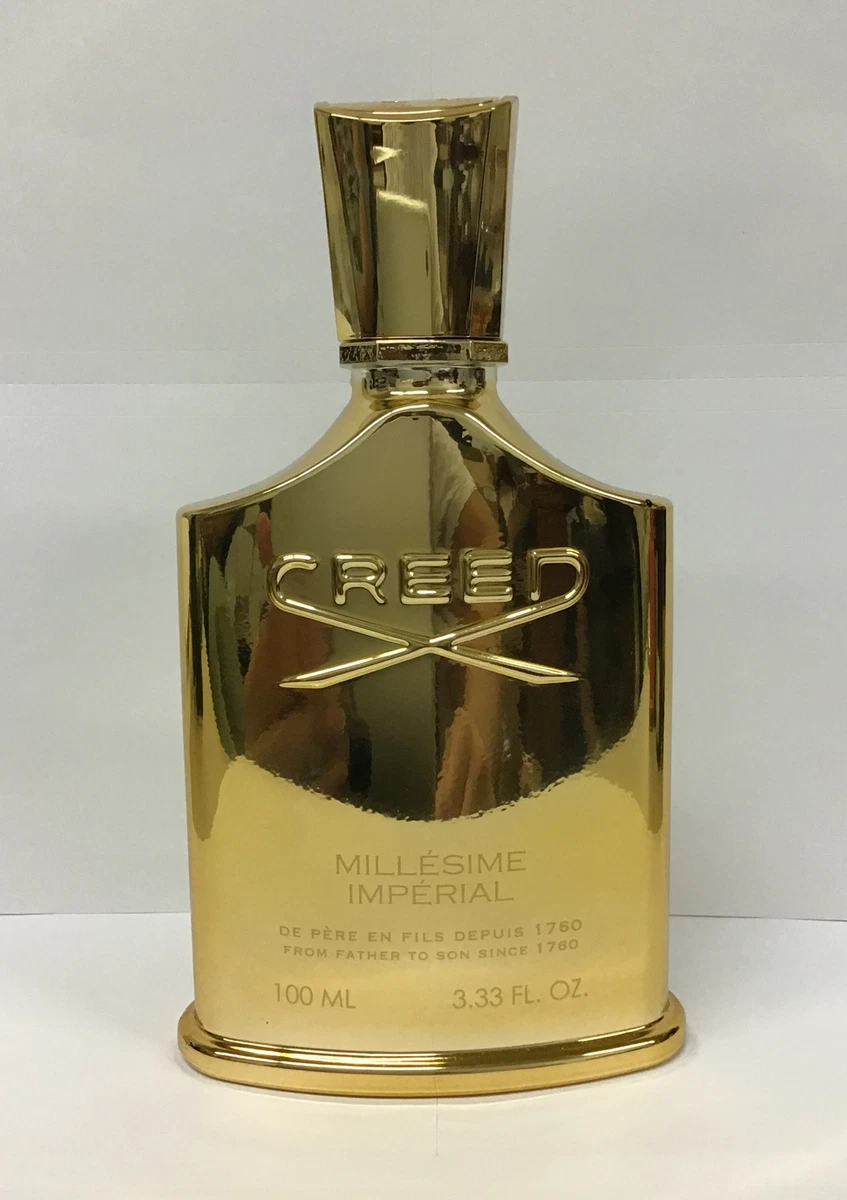 CREED
MILLÉSIME
IMPÉRIAL
DE PÈRE EN FILS DEPUIS 1760
FROM FATHER TO SON SINCE 1760
100 ML 3.33 FL. OZ.